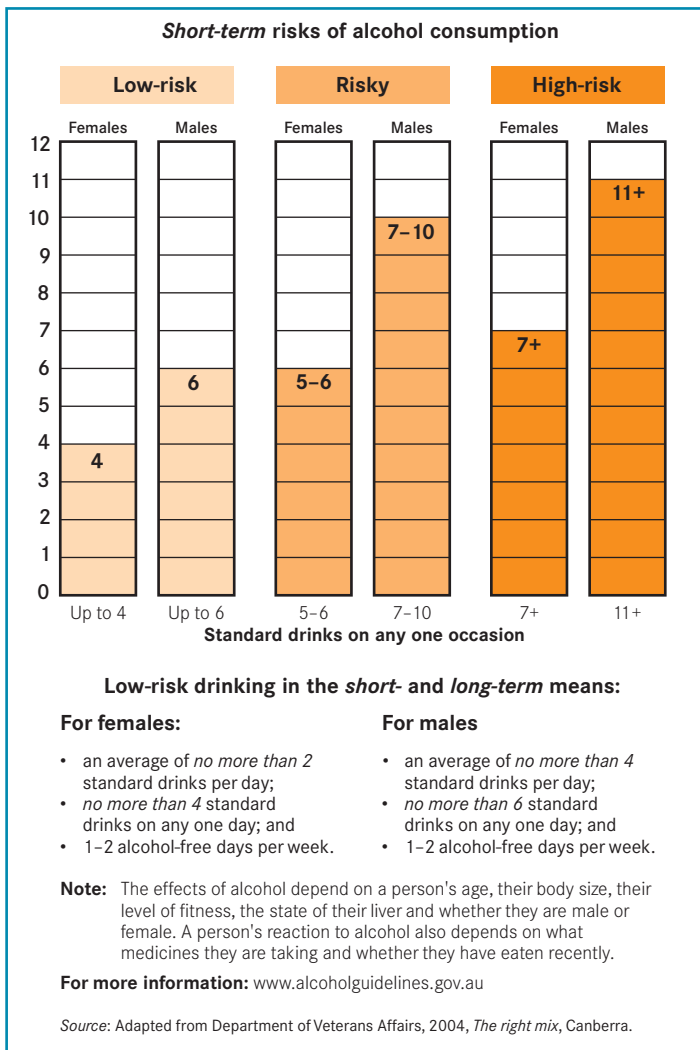 Short-term risks of alcohol consumption
Low-risk Risky High-risk
Females Males Females Males Females Males
12
11
10
9
8
7
6
5
4
3
2
1
0
4
6
5–6
7–10
7+
11+
Up to 4 Up to 6 5–6 7–10 7+ 11+
Standard drinks on any one occasion
Low-risk drinking in the short- and long-term means:
For females:
• an average of no more than 2
standard drinks per day;
• no more than 4 standard
drinks on any one day; and
• 1–2 alcohol-free days per week.
For males
• an average of no more than 4
standard drinks per day;
• no more than 6 standard
drinks on any one day; and
• 1–2 alcohol-free days per week.
Note: The effects of alcohol depend on a person's age, their body size, their
level of fitness, the state of their liver and whether they are male or
female. A person's reaction to alcohol also depends on what
medicines they are taking and whether they have eaten recently.
For more information: www.alcoholguidelines.gov.au
Source: Adapted from Department of Veterans Affairs, 2004, The right mix, Canberra.